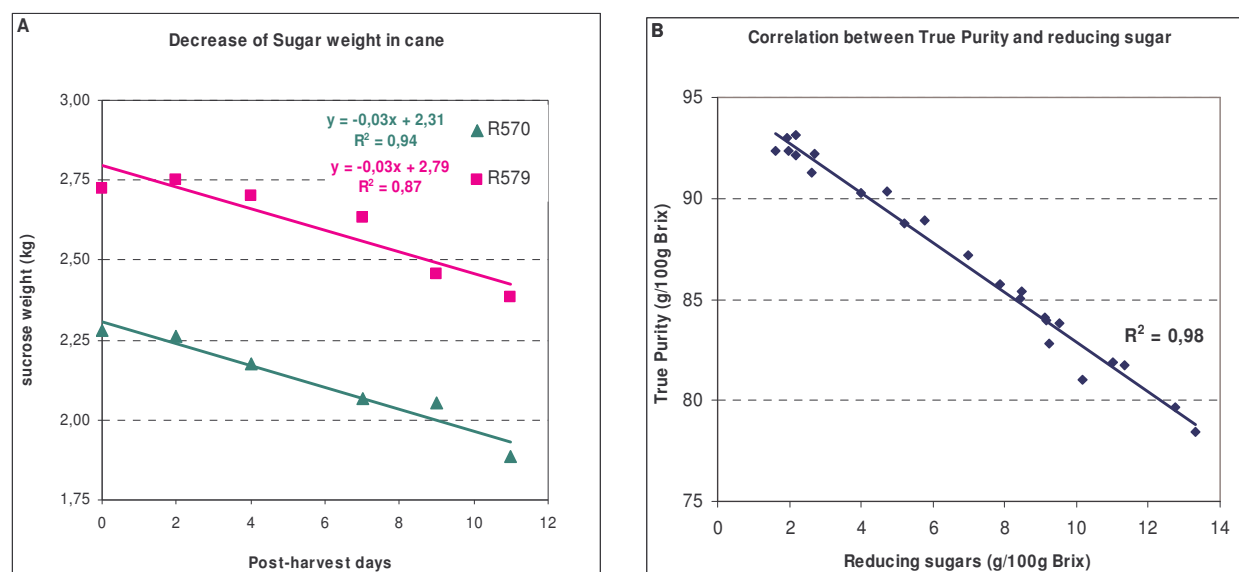 A
Decrease of Sugar weight in cane
3,00
2,75
2,50
2,25
2,00
1,75
sucrose weight (kg)
y = -0,03x + 2,31
R² = 0,94
y = -0,03x + 2,79
R² = 0,87
R570
R579
0 2 4 6 8 10 12
Post-harvest days
B
Correlation between True Purity and reducing sugar
95
90
85
80
75
True Purity (g/100g Brix)
R² = 0,98
0 2 4 6 8 10 12 14
Reducing sugars (g/100g Brix)